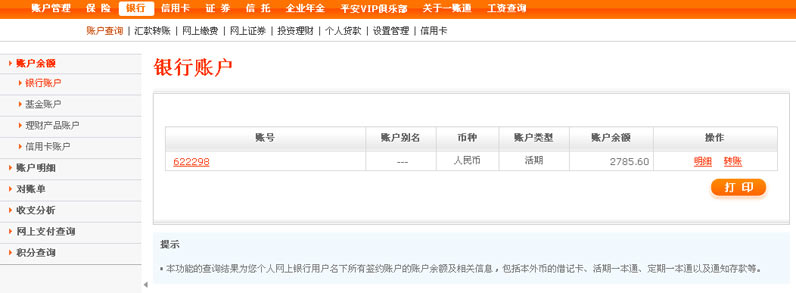 账户管理 保 险 银行 信用卡 证 券 信 托 企业年金 平安VIP俱乐部 关于一账通 工资查询
账户查询 | 汇款转账 | 网上缴费 | 网上证券 | 投资理财 | 个人贷款 | 设置管理 | 信用卡
账户余额
银行账户
基金账户
理财产品账户
信用卡账户
账户明细
对账单
收支分析
网上支付查询
积分查询
银行账户
账号 账户别名 币种 账户类型 账户余额 操作
622298 --- 人民币 活期 2785.60 明细 转账
打 印
提示
• 本功能的查询结果为您个人网上银行用户名下所有签约账户的账户余额及相关信息，包括本外币的借记卡、活期一本通、定期一本通以及通知存款等。